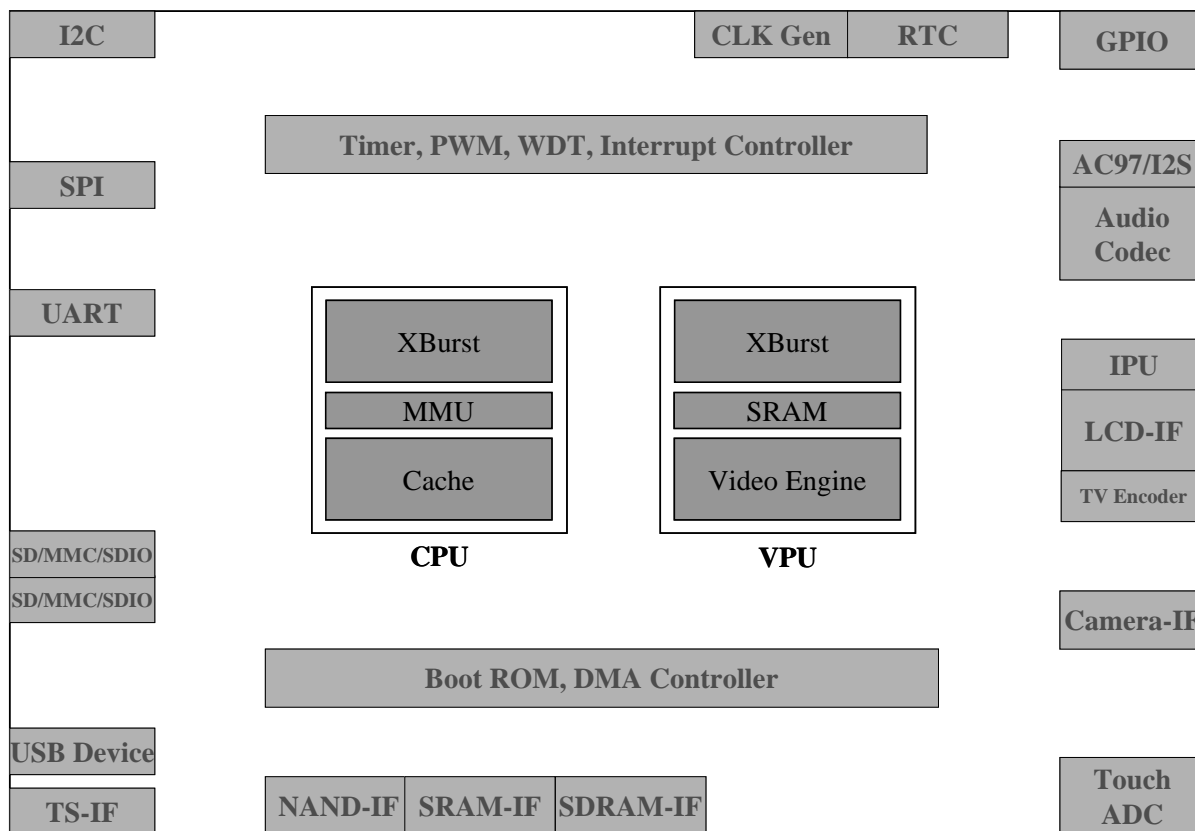 I2C
CLK Gen
RTC
GPIO
Timer, PWM, WDT, Interrupt Controller
AC97/I2S
SPI
Audio
Codec
UART
XBurst
XBurst
IPU
MMU
SRAM
LCD-IF
Cache
Video Engine
TV Encoder
CPU
VPU
SD/MMC/SDIO
SD/MMC/SDIO
Camera-IF
Boot ROM, DMA Controller
USB Device
TS-IF
NAND-IF
SRAM-IF
SDRAM-IF
Touch
ADC